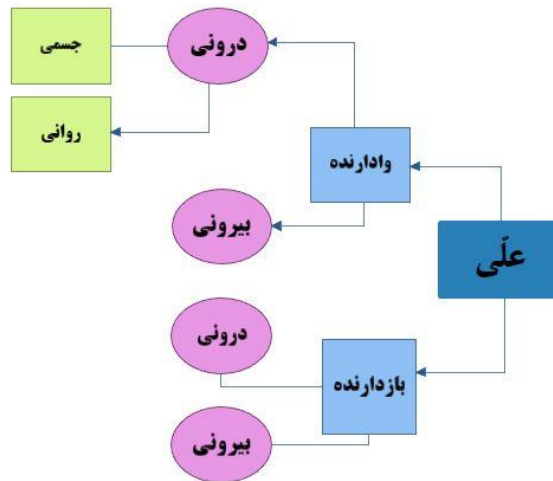 علّی
وادارنده
درونی
جسمی
روانی
بیرونی
بازدارنده
درونی
بیرونی